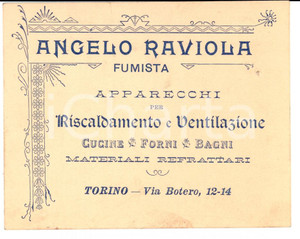 ANGELO RAVIOLA
FUMISTA
APPARECCHI
PER
Riscaldamento e Ventilazione
CUCINE FORNI BAGNI
MATERIALI REFRATTARI
TORINO — Via Botero, 12-14